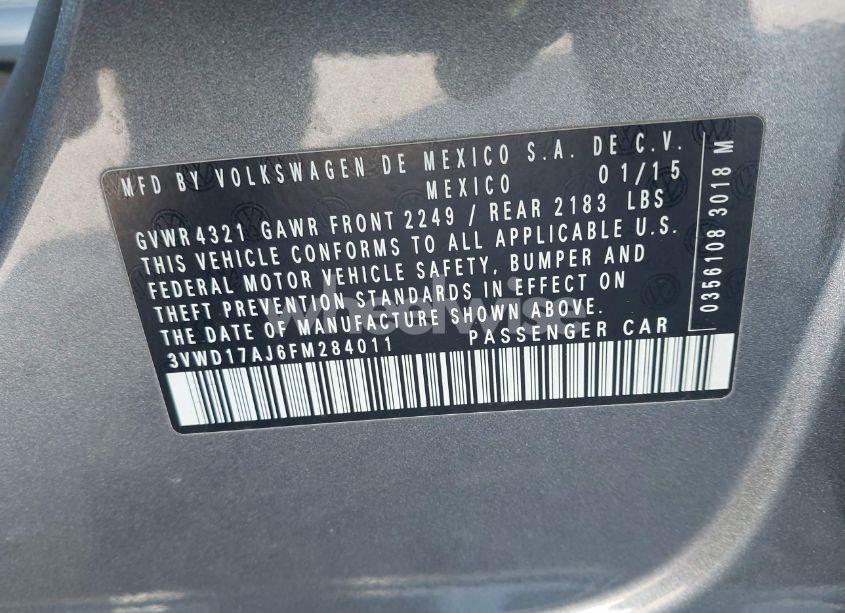 MFD BY VOLKSWAGEN DE MEXICO S.A. DE C.V.
MEXICO 01/15
GVWR 4321 GAWR FRONT 2249 / REAR 2183 LBS
THIS VEHICLE CONFORMS TO ALL APPLICABLE U.S.
FEDERAL MOTOR VEHICLE SAFETY, BUMPER AND
THEFT PREVENTION STANDARDS IN EFFECT ON
THE DATE OF MANUFACTURE SHOWN ABOVE.
3VWD17AJ6FM284011 PASSENGER CAR
0356108 3018 M
wheelwise